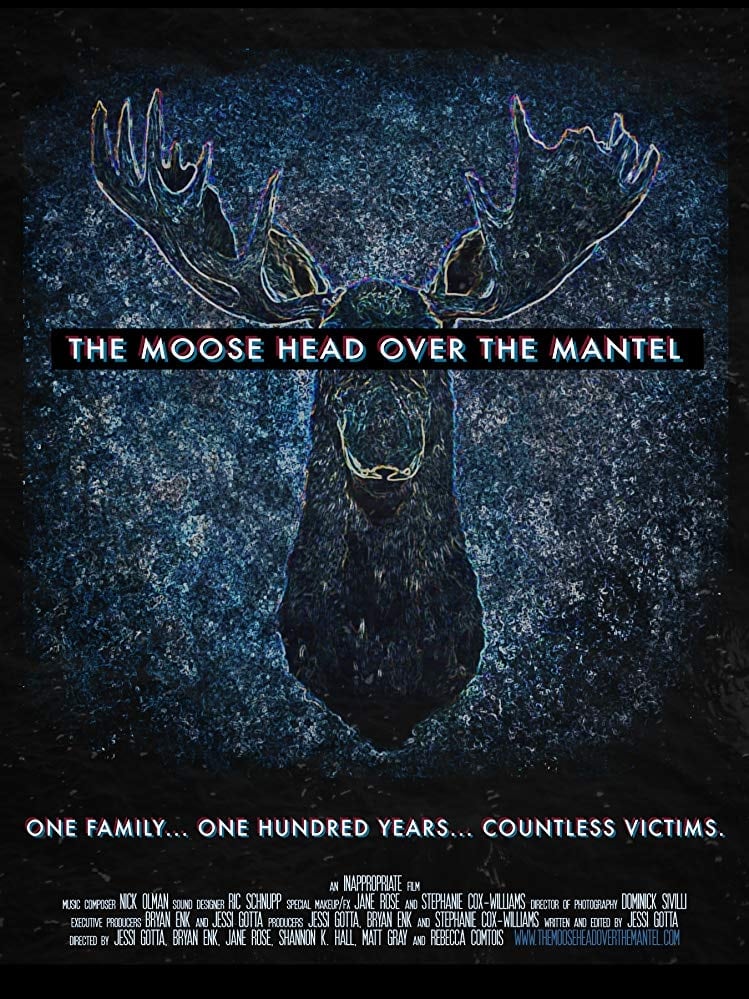 THE MOOSE HEAD OVER THE MANTEL
ONE FAMILY... ONE HUNDRED YEARS... COUNTLESS VICTIMS.
AN INAPPROPRIATE FILM
MUSIC COMPOSER NICK OLMAN SOUND DESIGNER RIC SCHNUPP SPECIAL MAKEUP/FX JANE ROSE AND STEPHANIE COX-WILLIAMS DIRECTOR OF PHOTOGRAPHY DOMINICK SIVILLI
EXECUTIVE PRODUCERS BRYAN ENK AND JESSI GOTTA PRODUCERS JESSI GOTTA, BRYAN ENK AND STEPHANIE COX-WILLIAMS WRITTEN AND EDITED BY JESSI GOTTA
DIRECTED BY JESSI GOTTA, BRYAN ENK, JANE ROSE, SHANNON K. HALL, MATT GRAY AND REBECCA COMTOIS WWW.THEMOOSEHEADOVERTHEMANTEL.COM